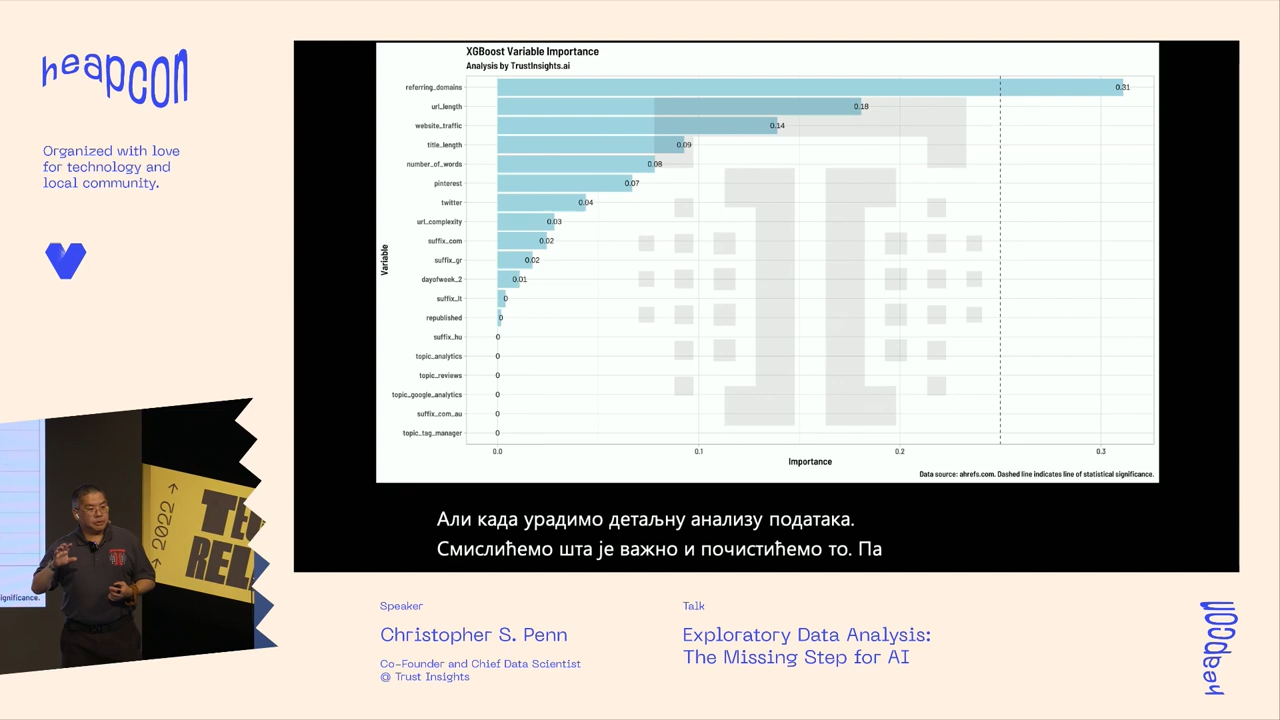 heapcon
Organized with love
for technology and
local community.
XGBoost Variable Importance
Analysis by TrustInsights.ai
Variable
referring_domains 0.31
url_length 0.18
website_traffic 0.14
title_length 0.09
number_of_words 0.08
pinterest 0.07
twitter 0.04
url_complexity 0.03
suffix_com 0.02
suffix_gr 0.02
dayofweek_2 0.01
suffix_lt 0
republished 0
suffix_hu 0
topic_analytics 0
topic_reviews 0
topic_google_analytics 0
suffix_com_au 0
topic_tag_manager 0
0.0 0.1 0.2 0.3
Importance
Data source: ahrefs.com. Dashed line indicates line of statistical significance.
Али када урадимо детаљну анализу података.
Смислићемо шта је важно и почистићемо то. Па
2022
significance.
Speaker
Christopher S. Penn
Co-Founder and Chief Data Scientist
@ Trust Insights
Talk
Exploratory Data Analysis:
The Missing Step for AI
heapcon